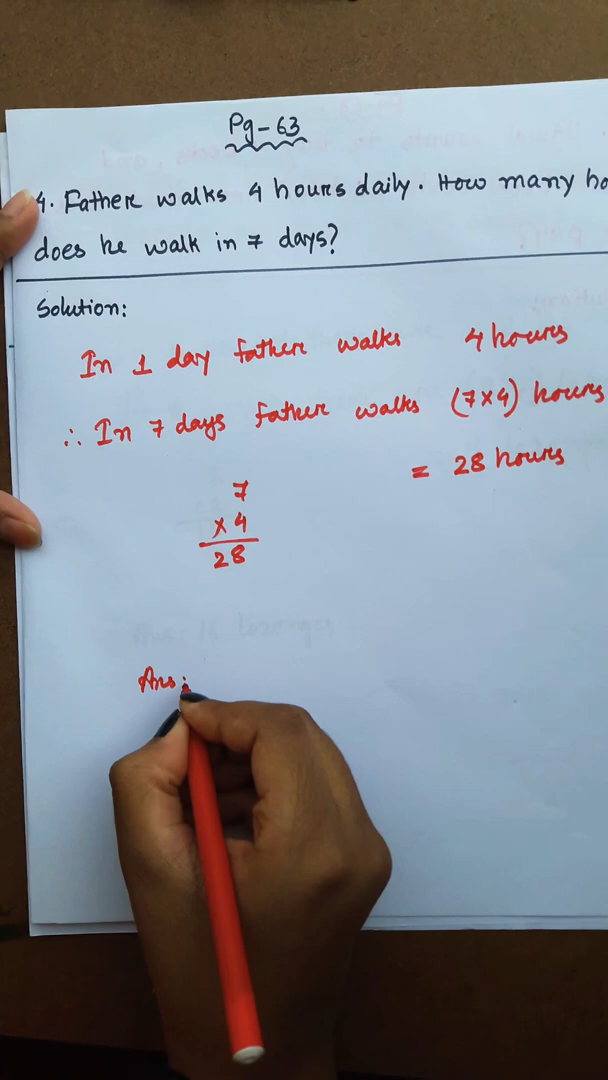 Pg-63
4. Father walks 4 hours daily. How many ho
does he walk in 7 days?
Solution:
In 1 day father walks 4 hours
∴ In 7 days father walks (7×4) hours
= 28 hours
7
×4
28
Ans: